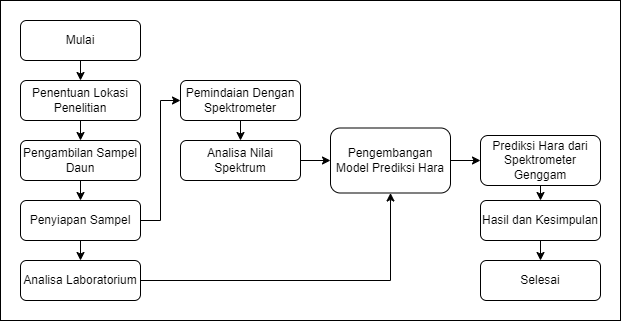 Mulai
Penentuan Lokasi
Penelitian
Pengambilan Sampel
Daun
Penyiapan Sampel
Analisa Laboratorium
Pemindaian Dengan
Spektrometer
Analisa Nilai
Spektrum
Pengembangan
Model Prediksi Hara
Prediksi Hara dari
Spektrometer
Genggam
Hasil dan Kesimpulan
Selesai